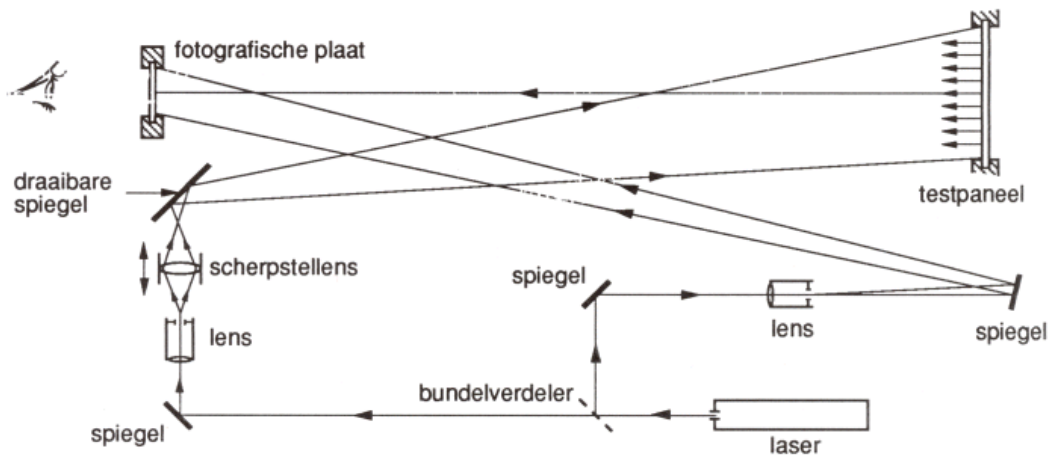 fotografische plaat
draaibare
spiegel
testpaneel
scherpstellens
spiegel
lens
lens
spiegel
bundelverdeler
spiegel
laser